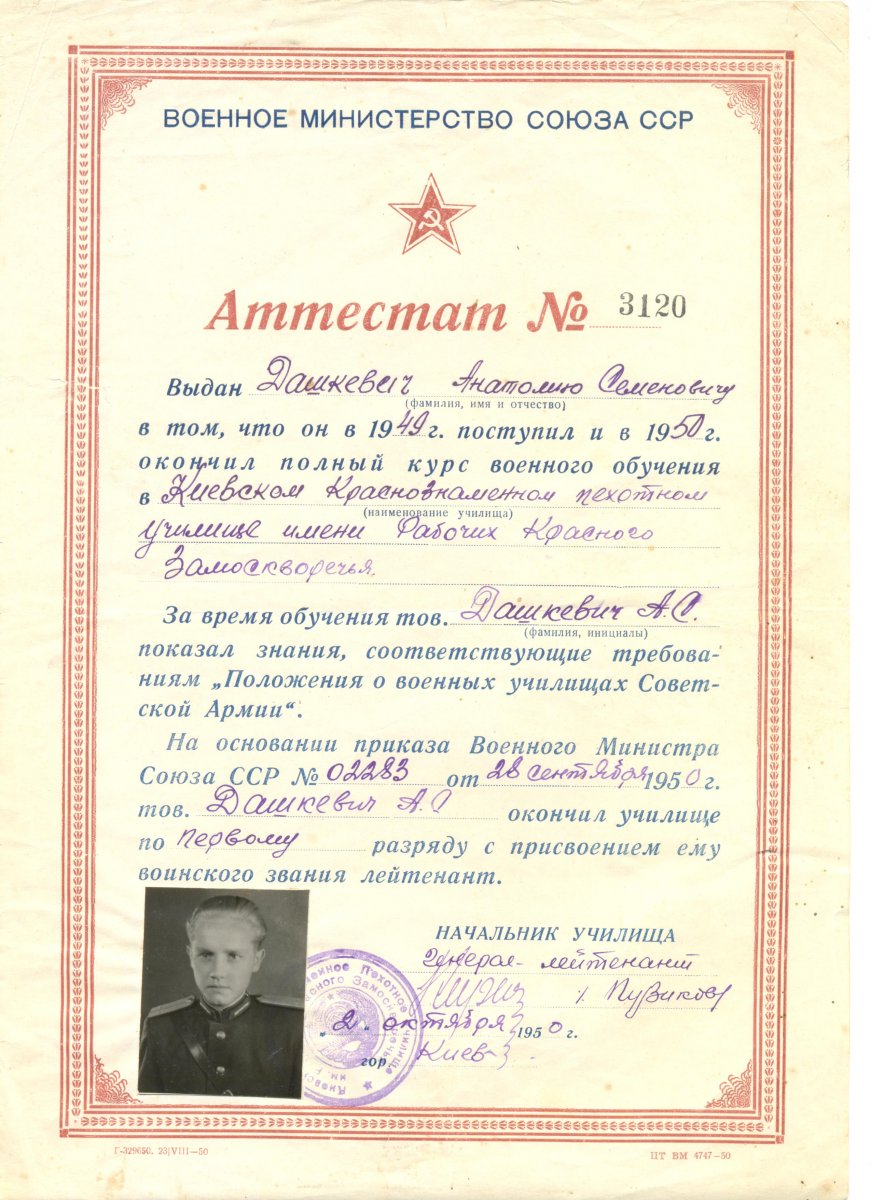 ВОЕННОЕ МИНИСТЕРСТВО СОЮЗА ССР
Аттестат № 3120
Выдан Дашкевич Анатолию Семеновичу
(фамилия, имя и отчество)
в том, что он в 1949 г. поступил и в 1950 г.
окончил полный курс военного обучения
в Киевском Краснознаменном пехотном
(наименование училища)
училище имени Рабочих Красного
Замоскворечья
За время обучения тов. Дашкевич А.С.
(фамилия, инициалы)
показал знания, соответствующие требова-
ниям „Положения о военных училищах Совет-
ской Армии“.
На основании приказа Военного Министра
Союза ССР № 02283 от 28 сентября 1950 г.
тов. Дашкевич А.С окончил училище
по первому разряду с присвоением ему
воинского звания лейтенант.
НАЧАЛЬНИК УЧИЛИЩА
генерал-лейтенант
Пузиков
Пехотное
Замоскворечья
училище
„2„ октября 1950 г.
гор. Киев
Г-329650. 23/VIII—50
ЦТ ВМ 4747—50